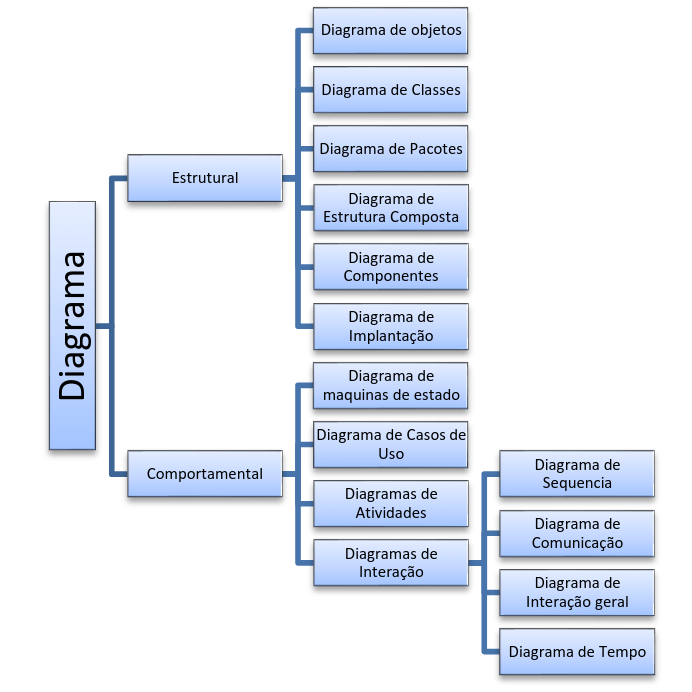 Diagrama
Estrutural
Diagrama de objetos
Diagrama de Classes
Diagrama de Pacotes
Diagrama de
Estrutura Composta
Diagrama de
Componentes
Diagrama de
Implantação
Comportamental
Diagrama de
maquinas de estado
Diagrama de Casos de
Uso
Diagramas de
Atividades
Diagramas de
Interação
Diagrama de
Sequencia
Diagrama de
Comunicação
Diagrama de
Interação geral
Diagrama de Tempo